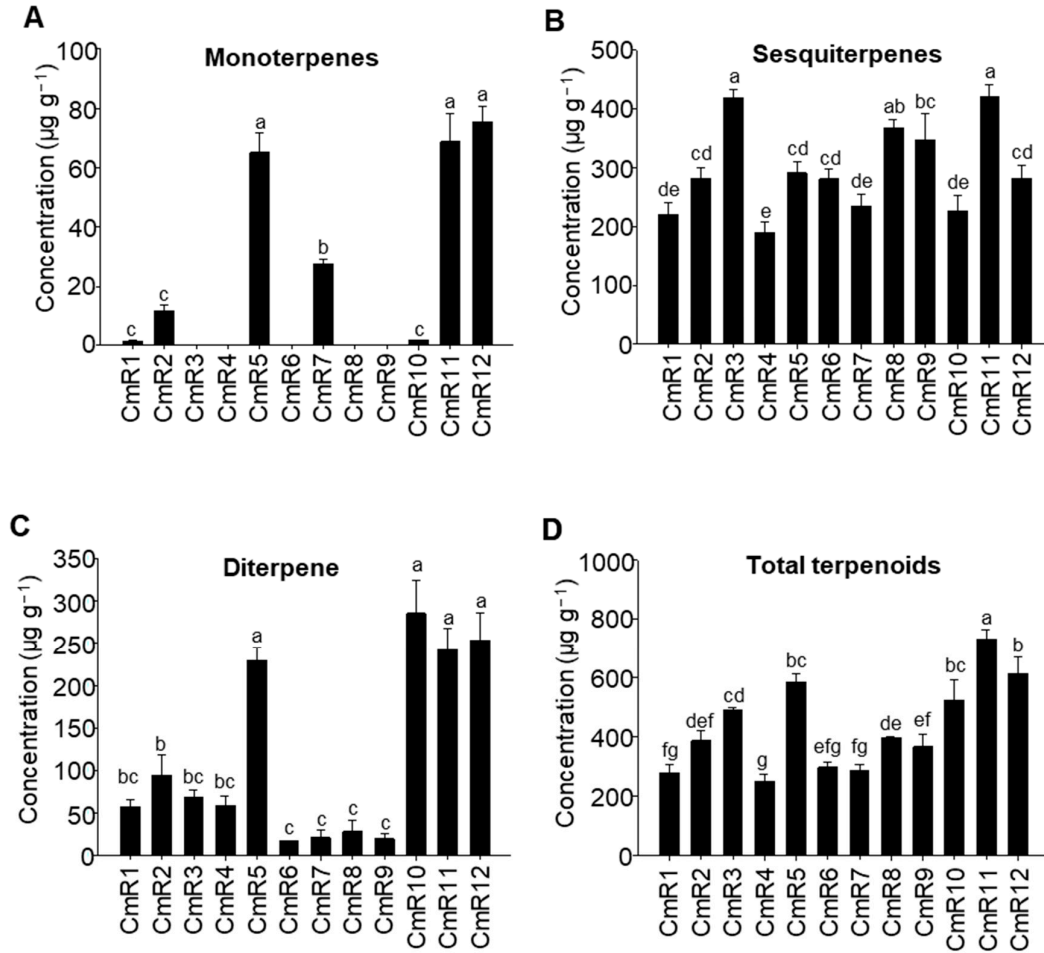 A
Monoterpenes
Concentration (µg g⁻¹)
100
80
60
40
20
0
c
c
a
b
c
a
a
CmR1
CmR2
CmR3
CmR4
CmR5
CmR6
CmR7
CmR8
CmR9
CmR10
CmR11
CmR12
B
Sesquiterpenes
Concentration (µg g⁻¹)
500
400
300
200
100
0
de
cd
a
e
cd
cd
de
ab
bc
de
a
cd
CmR1
CmR2
CmR3
CmR4
CmR5
CmR6
CmR7
CmR8
CmR9
CmR10
CmR11
CmR12
C
Diterpene
Concentration (µg g⁻¹)
350
300
250
200
150
100
50
0
bc
b
bc
bc
a
c
c
c
c
a
a
a
CmR1
CmR2
CmR3
CmR4
CmR5
CmR6
CmR7
CmR8
CmR9
CmR10
CmR11
CmR12
D
Total terpenoids
Concentration (µg g⁻¹)
1000
800
600
400
200
0
fg
def
cd
g
bc
efg
fg
de
ef
bc
a
b
CmR1
CmR2
CmR3
CmR4
CmR5
CmR6
CmR7
CmR8
CmR9
CmR10
CmR11
CmR12